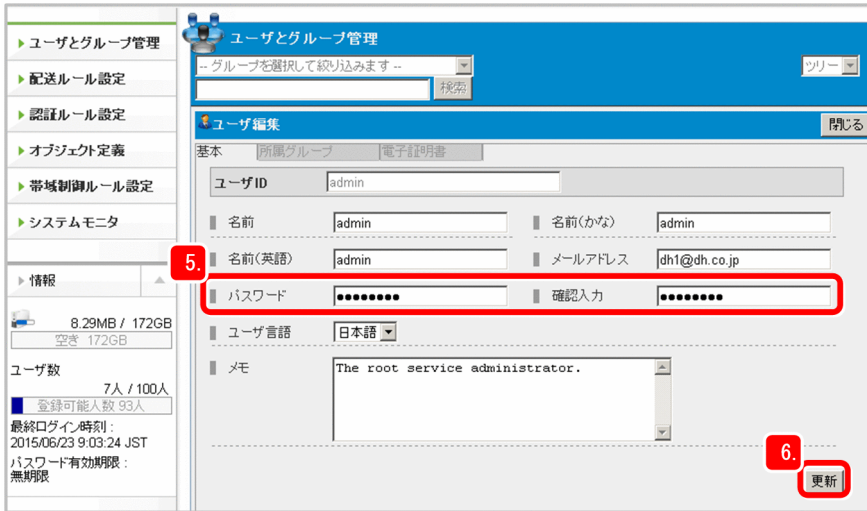 ユーザとグループ管理
配送ルール設定
認証ルール設定
オブジェクト定義
帯域制御ルール設定
システムモニタ
情報
8.29MB / 172GB
空き 172GB
ユーザ数
7人 / 100人
登録可能人数 93人
最終ログイン時刻 :
2015/06/23 9:03:24 JST
パスワード有効期限 :
無期限
ユーザとグループ管理
-- グループを選択して絞り込みます --
ツリー
検索
ユーザ編集
閉じる
基本 所属グループ 電子証明書
ユーザID admin
名前 admin 名前(かな) admin
5.
名前(英語) admin メールアドレス dh1@dh.co.jp
パスワード ●●●●●●●● 確認入力 ●●●●●●●●
ユーザ言語 日本語
メモ The root service administrator.
6.
更新